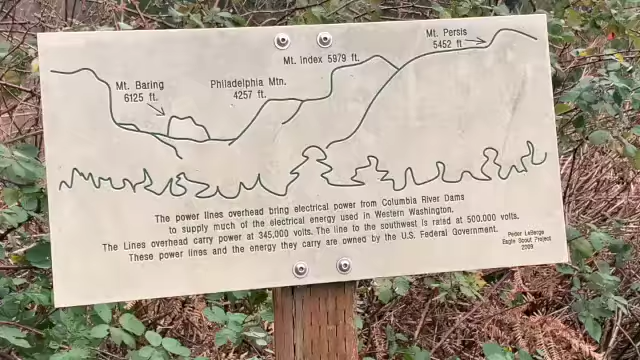 Mt. Persis
5452 ft
Mt. Index 5979 ft.
Mt. Baring
6125 ft.
Philadelphia Mtn.
4257 ft.
The power lines overhead bring electrical power from Columbia River Dams
to supply much of the electrical energy used in Western Washington.
The Lines overhead carry power at 345,000 volts. The line to the southwest is rated at 500.000 volts.
These power lines and the energy they carry are owned by the U.S. Federal Government.
Peder LeBerge
Eagle Scout Project
2009